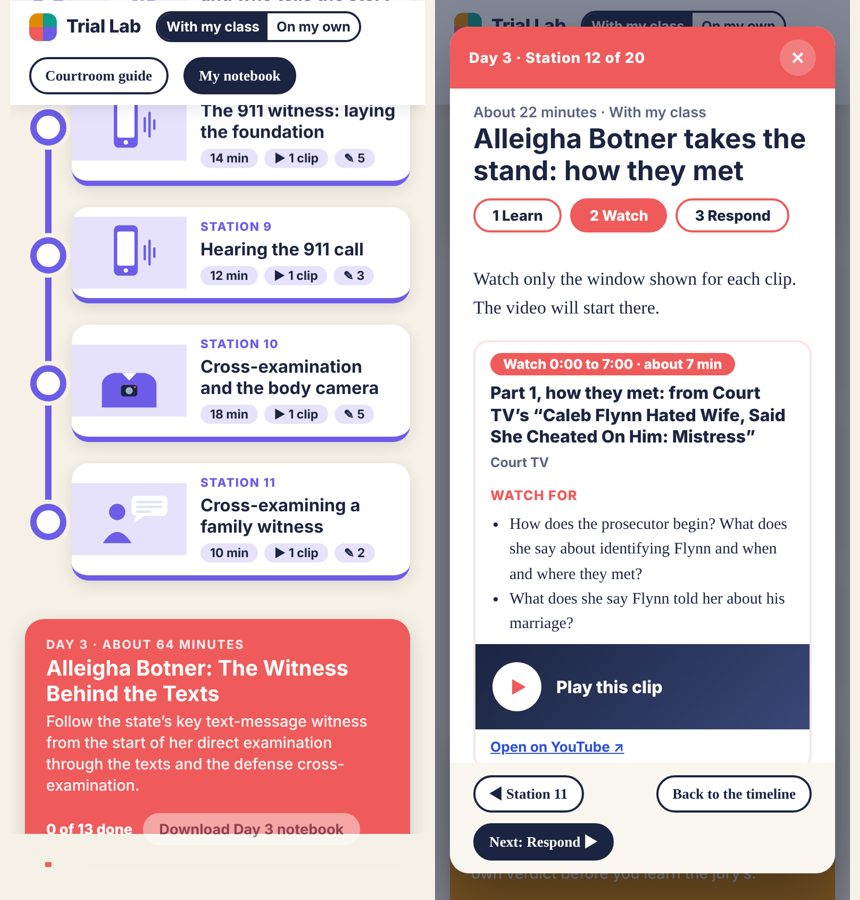 Trial Lab
With my class
On my own
Courtroom guide
My notebook
The 911 witness: laying
the foundation
14 min
▶ 1 clip
✎ 5
STATION 9
Hearing the 911 call
12 min
▶ 1 clip
✎ 3
STATION 10
Cross-examination
and the body camera
18 min
▶ 1 clip
✎ 5
STATION 11
Cross-examining a
family witness
10 min
▶ 1 clip
✎ 2
DAY 3 · ABOUT 64 MINUTES
Alleigha Botner: The Witness
Behind the Texts
Follow the state’s key text-message witness
from the start of her direct examination
through the texts and the defense cross-
examination.
0 of 13 done
Download Day 3 notebook
Day 3 · Station 12 of 20
✕
About 22 minutes · With my class
Alleigha Botner takes the
stand: how they met
1 Learn
2 Watch
3 Respond
Watch only the window shown for each clip.
The video will start there.
Watch 0:00 to 7:00 · about 7 min
Part 1, how they met: from Court
TV’s “Caleb Flynn Hated Wife, Said
She Cheated On Him: Mistress”
Court TV
WATCH FOR
• How does the prosecutor begin? What does
she say about identifying Flynn and when
and where they met?
• What does she say Flynn told her about his
marriage?
Play this clip
Open on YouTube ↗
◀ Station 11
Back to the timeline
Next: Respond ▶
own verdict before you learn the jury’s.